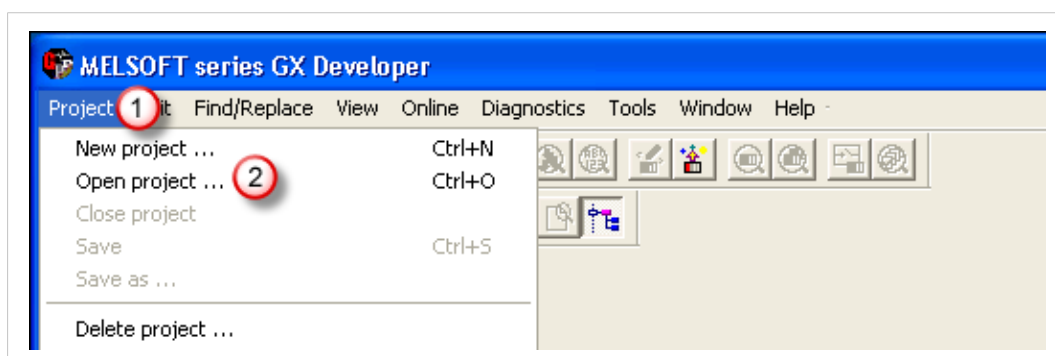 MELSOFT series GX Developer
Project 1 it Find/Replace View Online Diagnostics Tools Window Help
New project ... Ctrl+N
Open project ... 2 Ctrl+O
Close project
Save Ctrl+S
Save as ...
Delete project ...